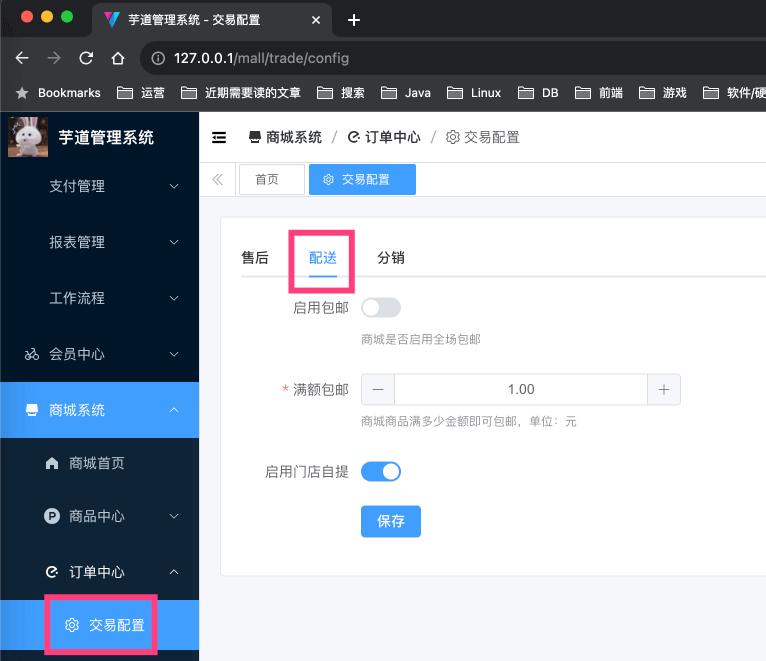 芋道管理系统 - 交易配置
127.0.0.1/mall/trade/config
Bookmarks 运营 近期需要读的文章 搜索 Java Linux DB 前端 游戏 软件/硬
芋道管理系统
商城系统 / 订单中心 / 交易配置
首页 交易配置
支付管理
报表管理
工作流程
会员中心
商城系统
商城首页
商品中心
订单中心
交易配置
售后 配送 分销
启用包邮
商城是否启用全场包邮
* 满额包邮 1.00
商城商品满多少金额即可包邮，单位：元
启用门店自提
保存